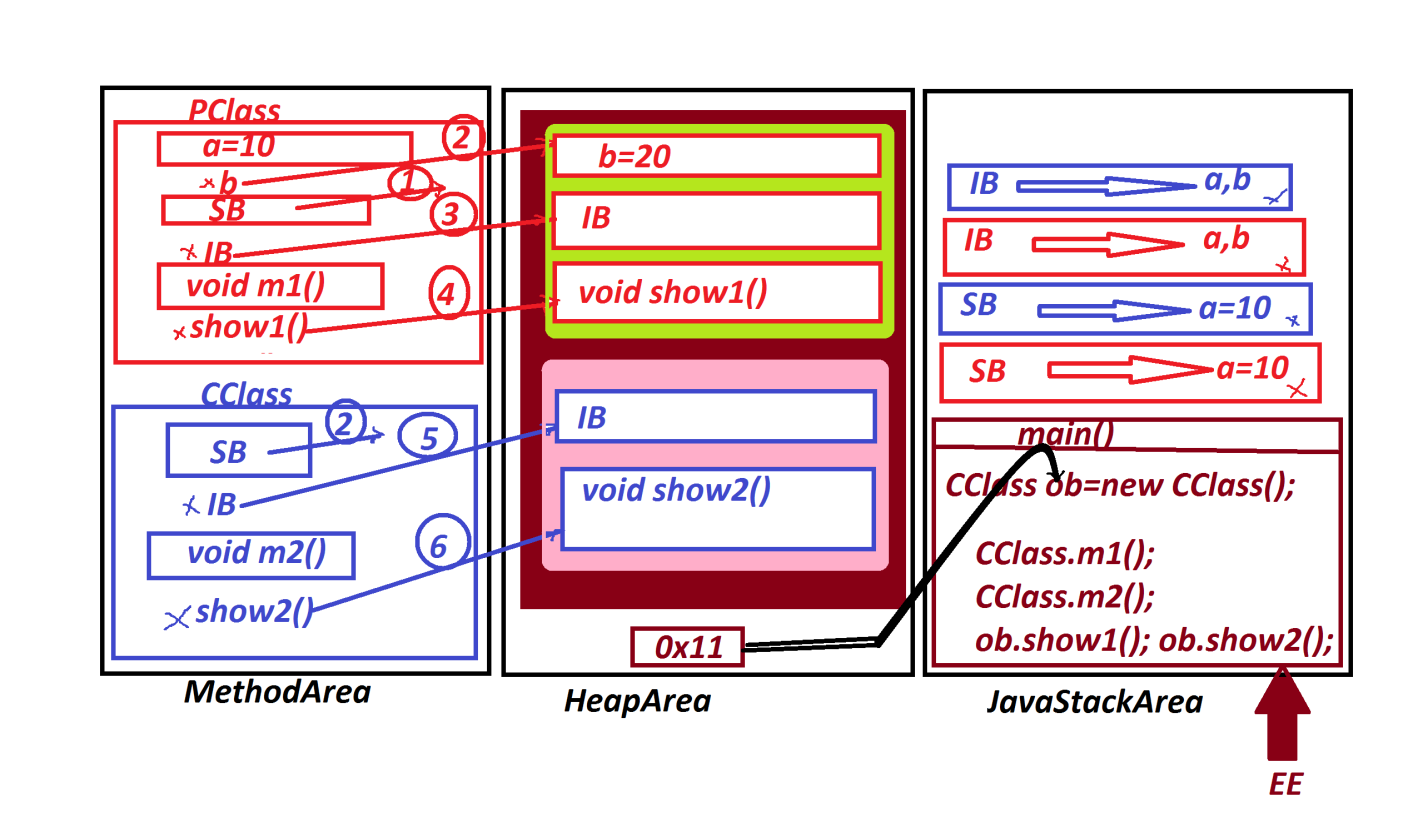 PClass
a=10
2
b
1
SB
3
IB
void m1()
4
show1()
CClass
2
5
SB
IB
void m2()
6
show2()
MethodArea
b=20
IB
void show1()
IB
void show2()
0x11
HeapArea
IB a,b
IB a,b
SB a=10
SB a=10
main()
CClass ob=new CClass();
CClass.m1();
CClass.m2();
ob.show1(); ob.show2();
JavaStackArea
EE